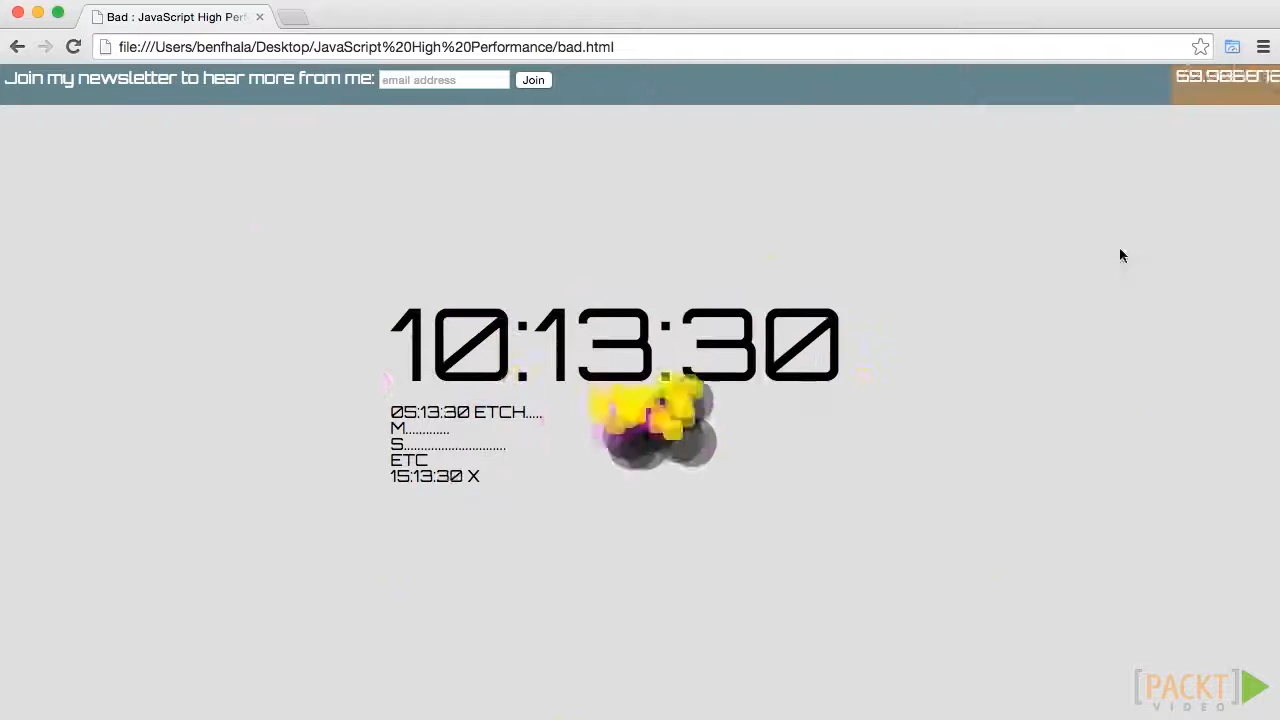 Bad : JavaScript High Perf
file:///Users/benfhala/Desktop/JavaScript%20High%20Performance/bad.html
Join my newsletter to hear more from me: email address Join
10:13:30
05:13:30 ETCH.....
M.............
S..............................
ETC
15:13:30 X
[PACKT]
VIDEO